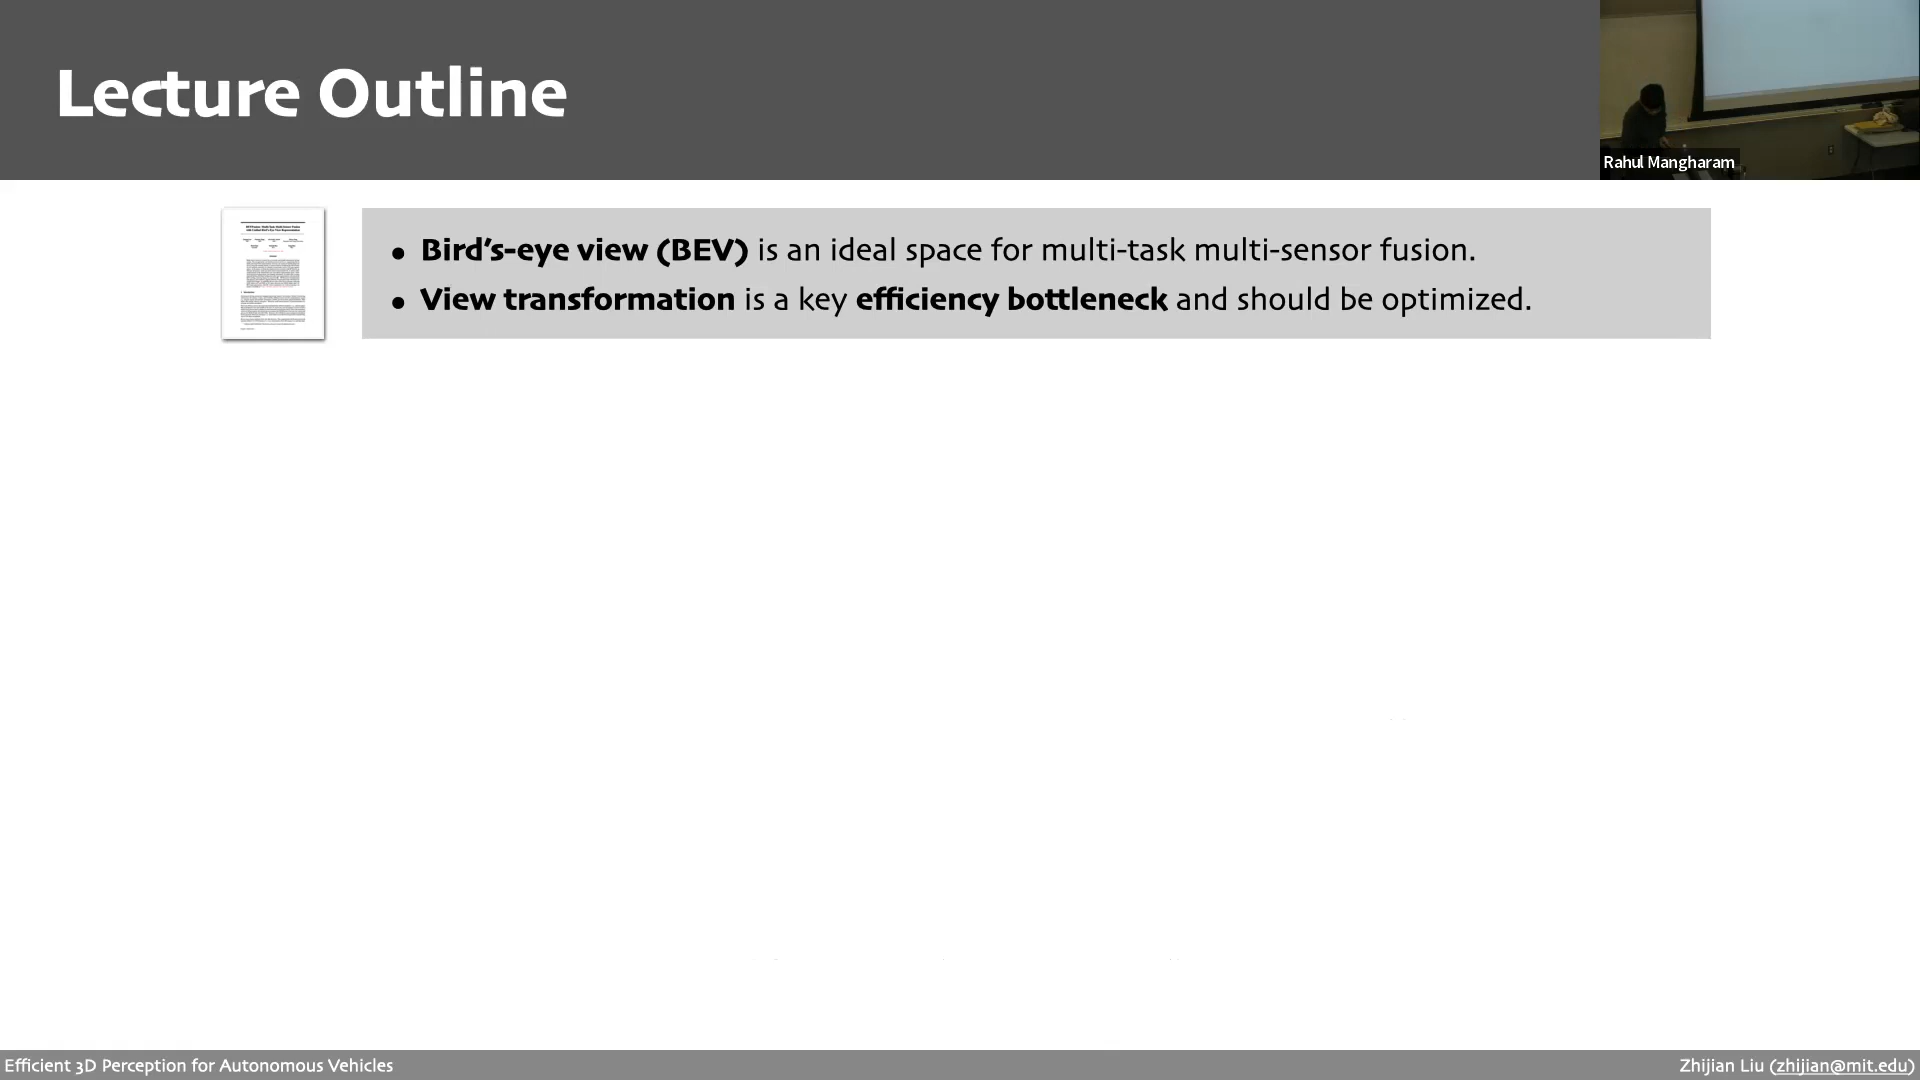 Lecture Outline
Rahul Mangharam
• Bird's-eye view (BEV) is an ideal space for multi-task multi-sensor fusion.
• View transformation is a key efficiency bottleneck and should be optimized.
Efficient 3D Perception for Autonomous Vehicles
Zhijian Liu (zhijian@mit.edu)